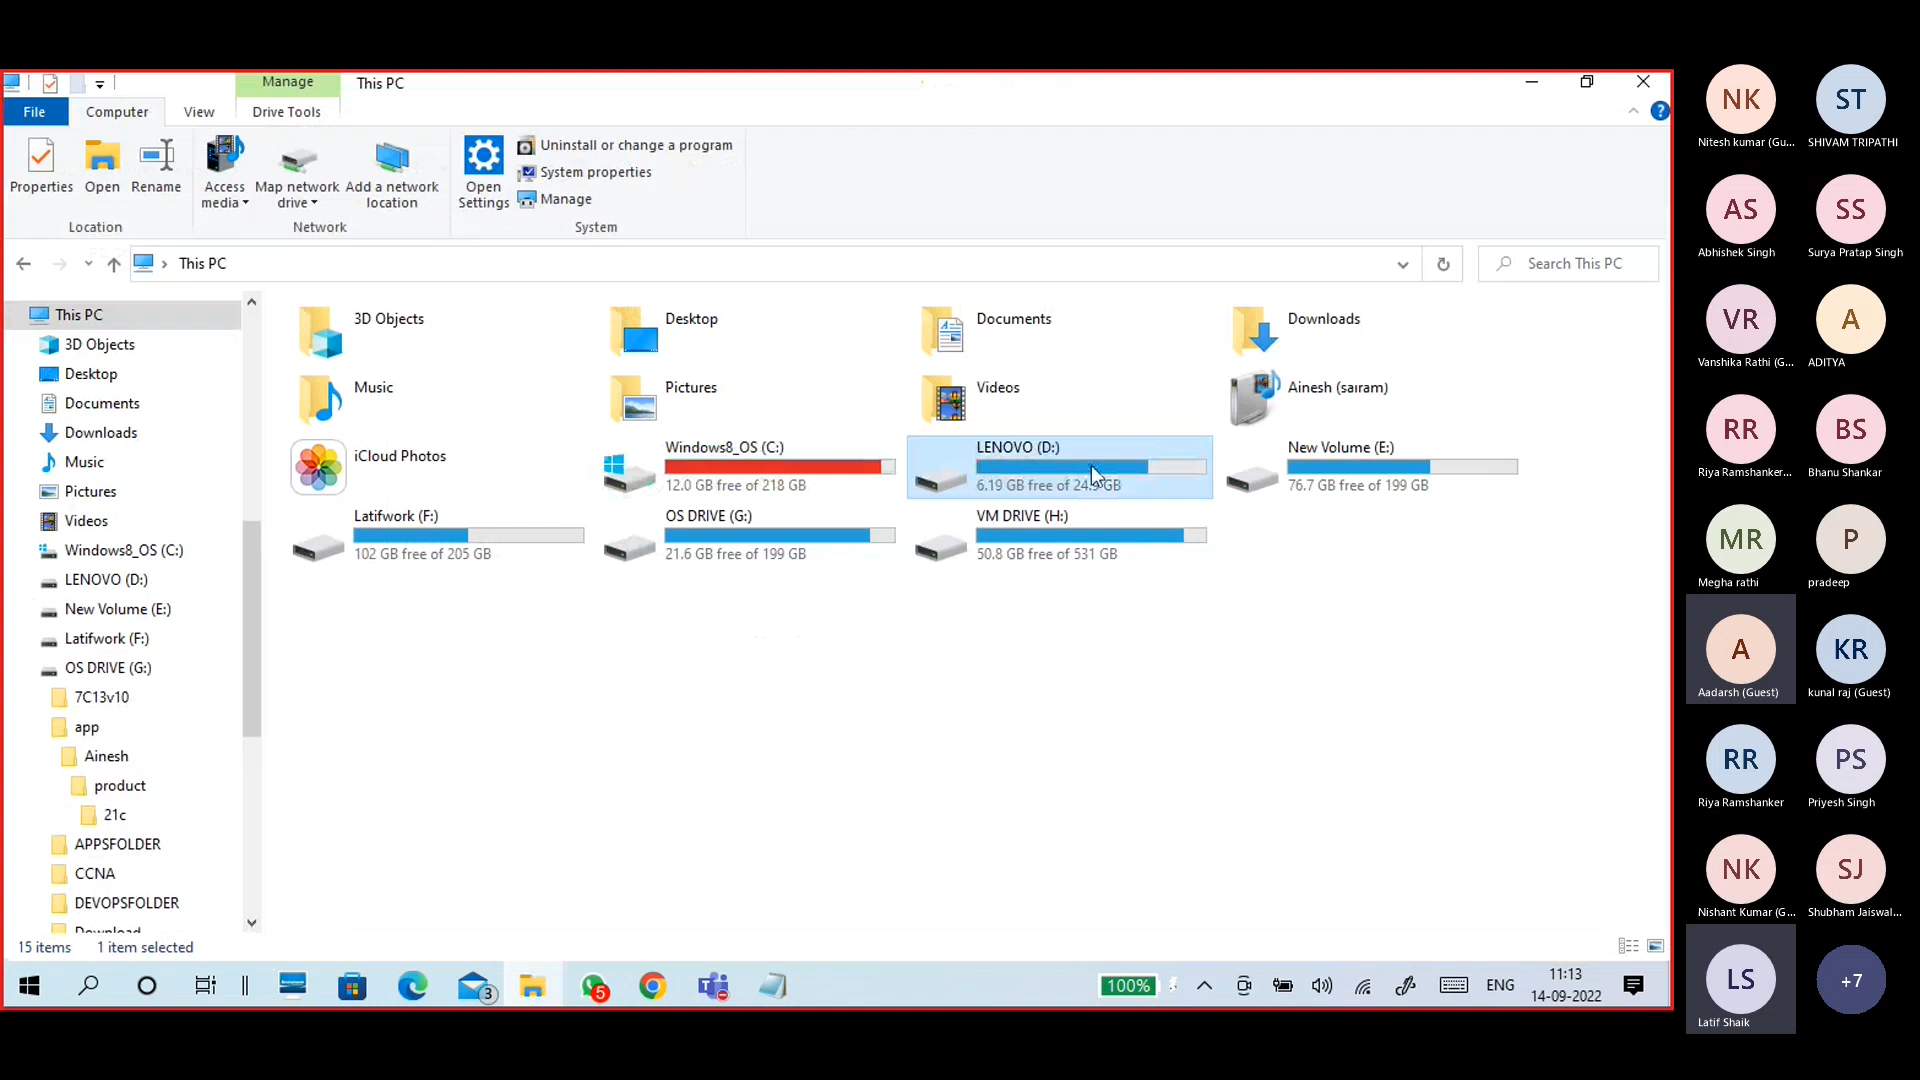 Manage
This PC
File
Computer
View
Drive Tools
Properties
Open
Rename
Access media
Map network drive
Add a network location
Open Settings
Uninstall or change a program
System properties
Manage
Location
Network
System
This PC
Search This PC
This PC
3D Objects
Desktop
Documents
Downloads
Music
Pictures
Videos
Windows8_OS (C:)
LENOVO (D:)
New Volume (E:)
Latifwork (F:)
OS DRIVE (G:)
7C13v10
app
Ainesh
product
21c
APPSFOLDER
CCNA
DEVOPSFOLDER
Download
3D Objects
Desktop
Documents
Downloads
Music
Pictures
Videos
Ainesh (sairam)
iCloud Photos
Windows8_OS (C:)
12.0 GB free of 218 GB
LENOVO (D:)
6.19 GB free of 24.9 GB
New Volume (E:)
76.7 GB free of 199 GB
Latifwork (F:)
102 GB free of 205 GB
OS DRIVE (G:)
21.6 GB free of 199 GB
VM DRIVE (H:)
50.8 GB free of 531 GB
15 items
1 item selected
3
5
100%
ENG
11:13
14-09-2022
NK
Nitesh kumar (Gu...
ST
SHIVAM TRIPATHI
AS
Abhishek Singh
SS
Surya Pratap Singh
VR
Vanshika Rathi (G...
A
ADITYA
RR
Riya Ramshanker...
BS
Bhanu Shankar
MR
Megha rathi
P
pradeep
A
Aadarsh (Guest)
KR
kunal raj (Guest)
RR
Riya Ramshanker
PS
Priyesh Singh
NK
Nishant Kumar (G...
SJ
Shubham Jaiswal...
LS
Latif Shaik
+7